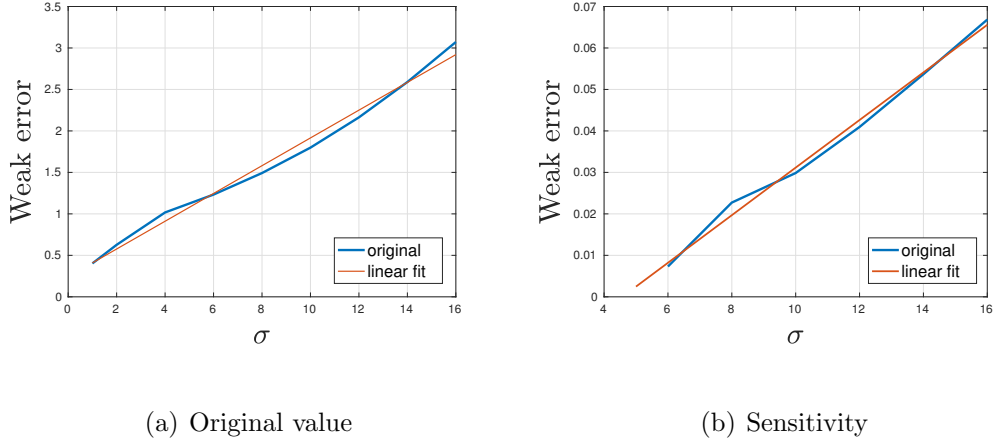 3.5
3
2.5
2
1.5
1
0.5
0
0 2 4 6 8 10 12 14 16
Weak error
σ
original
linear fit
(a) Original value
0.07
0.06
0.05
0.04
0.03
0.02
0.01
0
4 6 8 10 12 14 16
Weak error
σ
original
linear fit
(b) Sensitivity